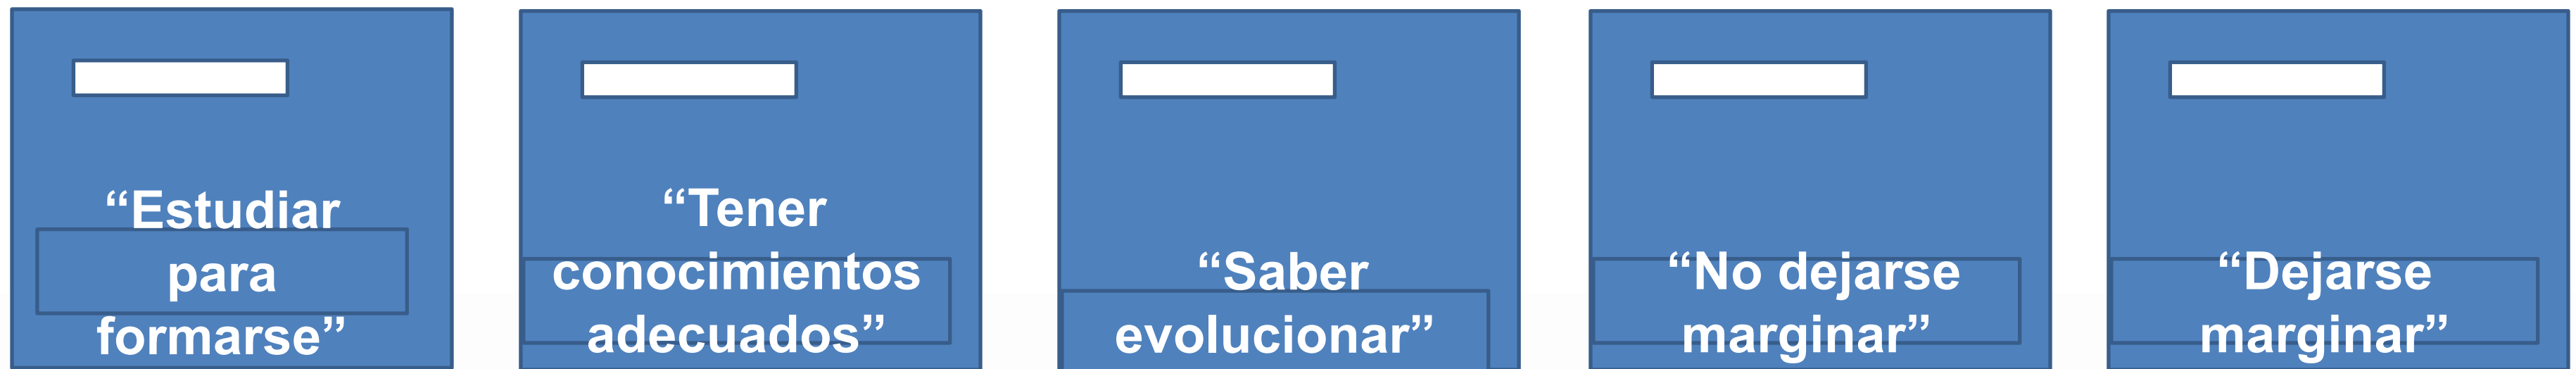 “Estudiar
para
formarse”
“Tener
conocimientos
adecuados”
“Saber
evolucionar”
“No dejarse
marginar”
“Dejarse
marginar”